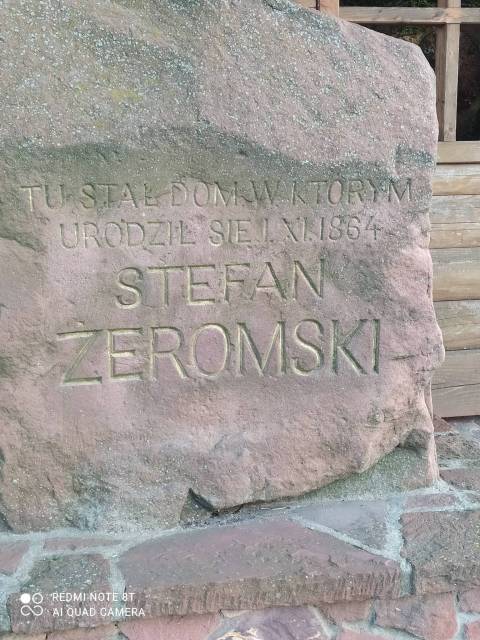 TU STAŁ DOM W KTÓRYM
URODZIŁ SIĘ 1 XI 1864
STEFAN
ŻEROMSKI
REDMI NOTE 8T
AI QUAD CAMERA